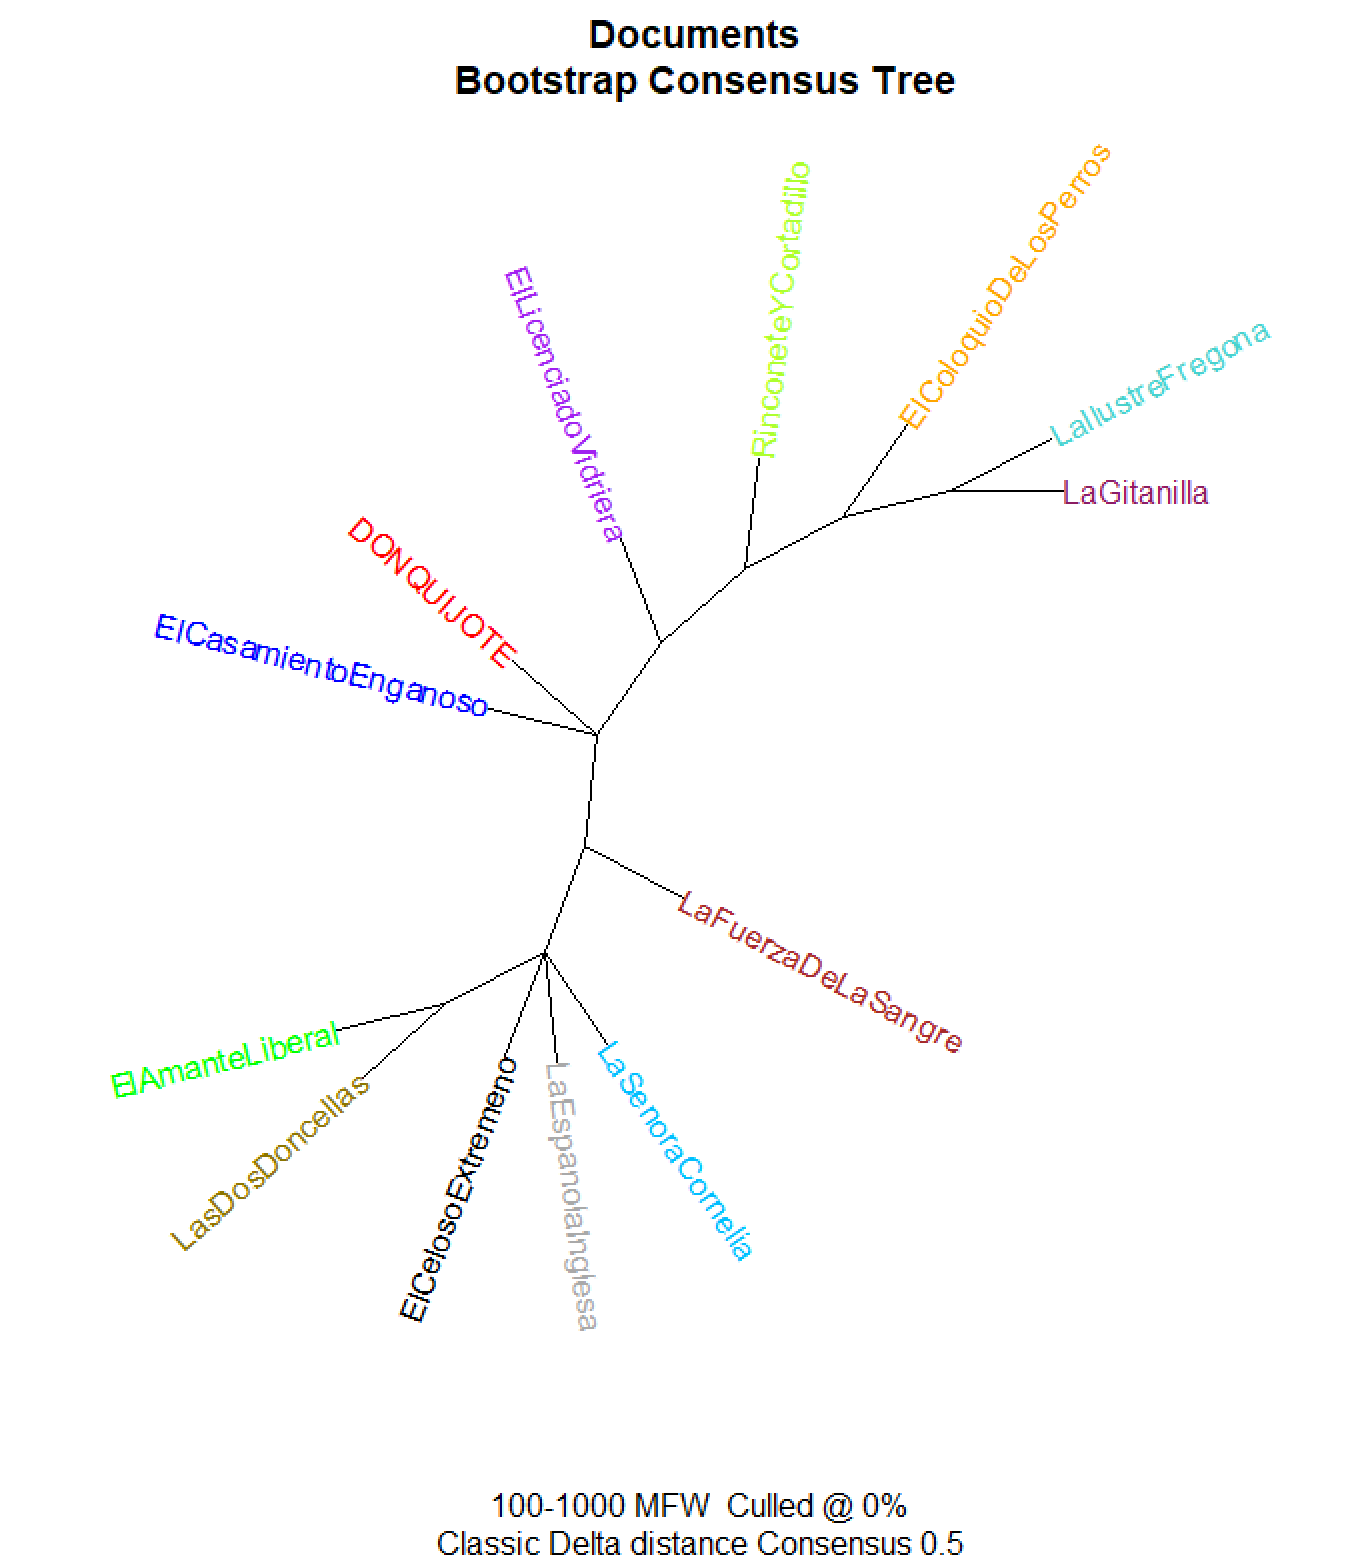 Documents
Bootstrap Consensus Tree
RinconeteYCortadillo
ElColoquioDeLosPerros
ElLicenciadoVidriera
LaIlustreFregona
LaGitanilla
DONQUIJOTE
ElCasamientoEnganoso
LaFuerzaDeLaSangre
ElAmanteLiberal
LasDosDoncellas
ElCelosoExtremeno
LaEspanolaInglesa
LaSenoraCornelia
100-1000 MFW  Culled @ 0%
Classic Delta distance Consensus 0.5